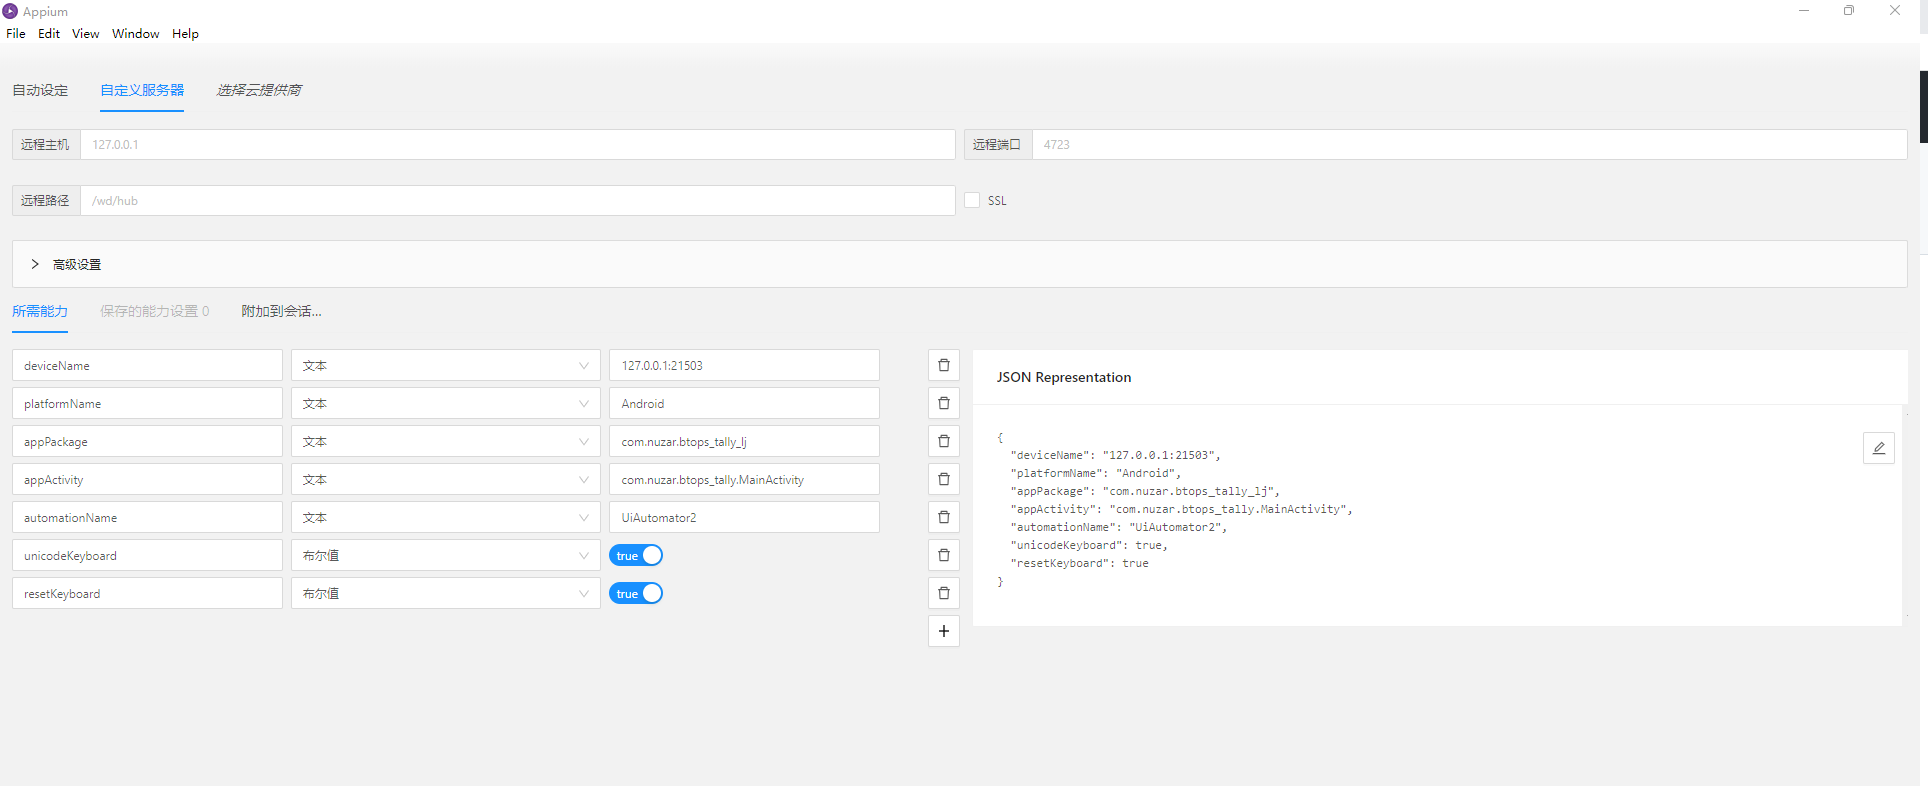 Appium
File Edit View Window Help
自动设定 自定义服务器 选择云提供商
远程主机 127.0.0.1 远程端口 4723
远程路径 /wd/hub SSL
高级设置
所需能力 保存的能力设置 0 附加到会话...
deviceName 文本 127.0.0.1:21503
platformName 文本 Android
appPackage 文本 com.nuzar.btops_tally_lj
appActivity 文本 com.nuzar.btops_tally.MainActivity
automationName 文本 UiAutomator2
unicodeKeyboard 布尔值 true
resetKeyboard 布尔值 true
JSON Representation
{
"deviceName": "127.0.0.1:21503",
"platformName": "Android",
"appPackage": "com.nuzar.btops_tally_lj",
"appActivity": "com.nuzar.btops_tally.MainActivity",
"automationName": "UiAutomator2",
"unicodeKeyboard": true,
"resetKeyboard": true
}